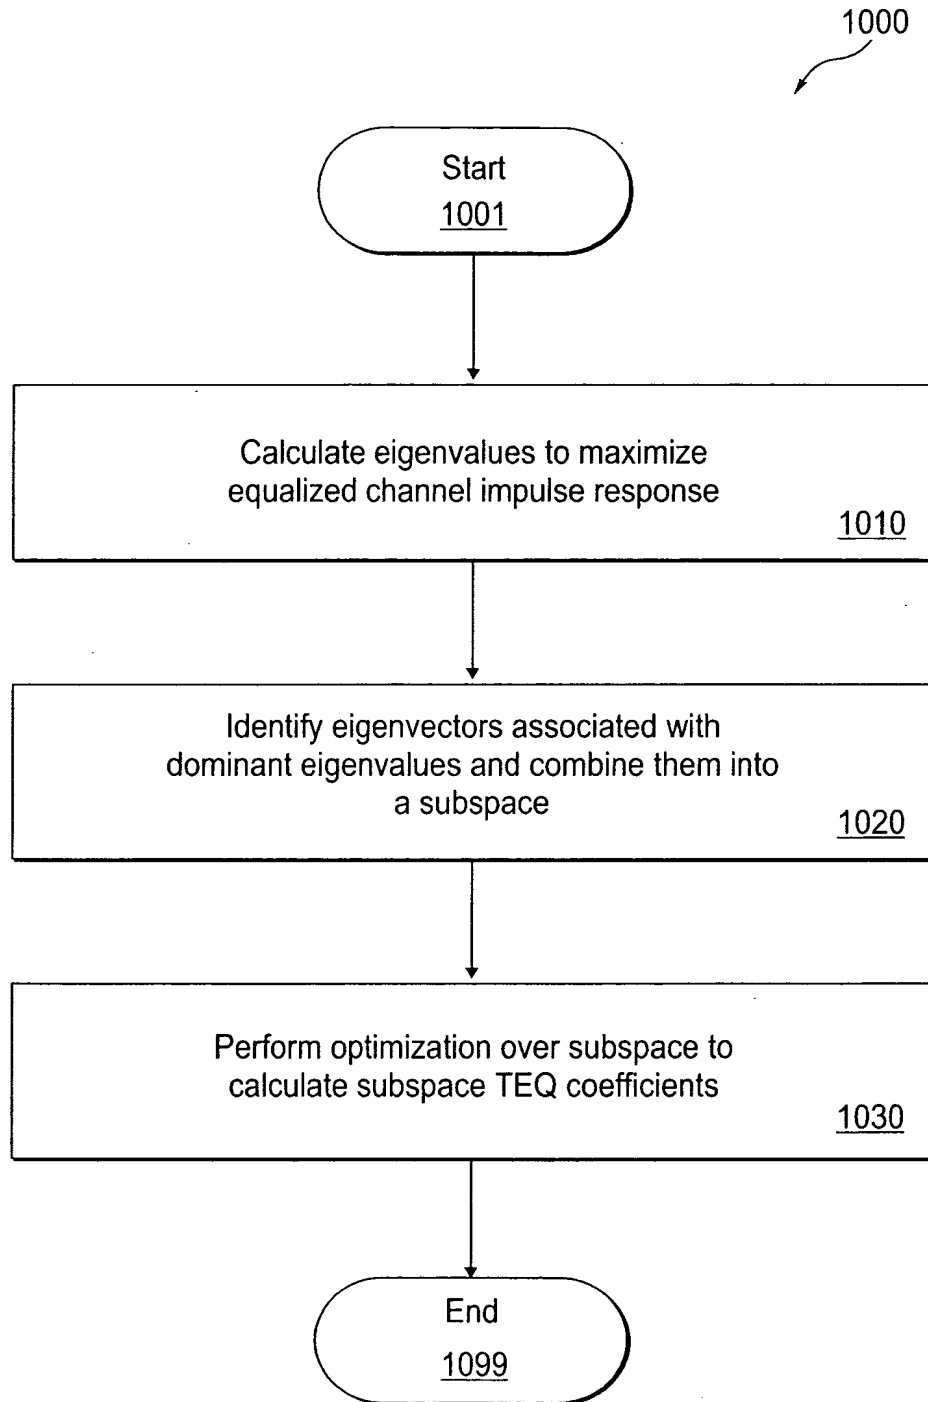 1000
Start
1001
Calculate eigenvalues to maximize
equalized channel impulse response
1010
Identify eigenvectors associated with
dominant eigenvalues and combine them into
a subspace
1020
Perform optimization over subspace to
calculate subspace TEQ coefficients
1030
End
1099